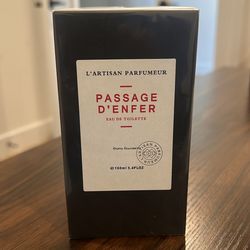 L'ARTISAN PARFUMEUR
PASSAGE
D'ENFER
EAU DE TOILETTE
℮ 100ml 3.4FL.OZ